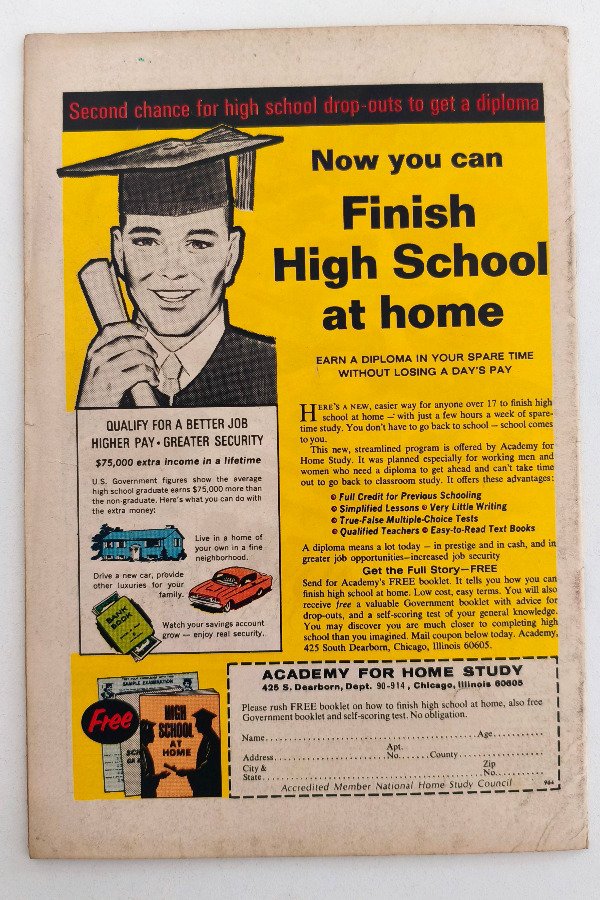 Second chance for high school drop-outs to get a diploma
Now you can
Finish
High School
at home
EARN A DIPLOMA IN YOUR SPARE TIME
WITHOUT LOSING A DAY'S PAY
HERE'S A NEW, easier way for anyone over 17 to finish high
school at home — with just a few hours a week of spare-
time study. You don't have to go back to school — school comes
to you.
This new, streamlined program is offered by Academy for
Home Study. It was planned especially for working men and
women who need a diploma to get ahead and can't take time
out to go back to classroom study. It offers these advantages:
Full Credit for Previous Schooling
Simplified Lessons Very Little Writing
True-False Multiple-Choice Tests
Qualified Teachers Easy-to-Read Text Books
A diploma means a lot today – in prestige and in cash, and in
greater job opportunities–increased job security.
Get the Full Story—FREE
Send for Academy's FREE booklet. It tells you how you can
finish high school at home. Low cost, easy terms. You will also
receive free a valuable Government booklet with advice for
drop-outs, and a self-scoring test of your general knowledge.
You may discover you are much closer to completing high
school than you imagined. Mail coupon below today. Academy,
425 South Dearborn, Chicago, Illinois 60605.
QUALIFY FOR A BETTER JOB
HIGHER PAY · GREATER SECURITY
$75,000 extra income in a lifetime
U.S. Government figures show the average
high school graduate earns $75,000 more than
the non-graduate. Here's what you can do with
the extra money:
Live in a home of
your own in a fine
neighborhood.
Drive a new car, provide
other luxuries for your
family.
BANK
BOOK
Watch your savings account
grow — enjoy real security.
SAMPLE EXAMINATION
Free
HIGH
SCHOOL
AT
HOME
ACADEMY FOR HOME STUDY
425 S. Dearborn, Dept. 90-914, Chicago, Illinois 60605
Please rush FREE booklet on how to finish high school at home, also free
Government booklet and self-scoring test. No obligation.
Name Age
Address Apt. No. County
City & State Zip No.
Accredited Member National Home Study Council